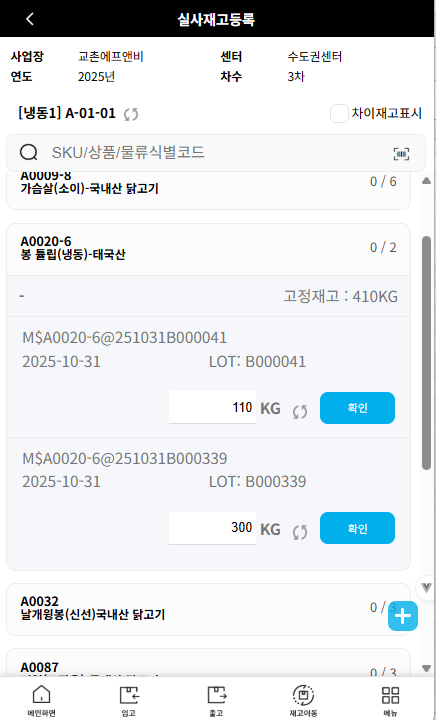 실사재고등록
사업장 교촌에프앤비 센터 수도권센터
연도 2025년 차수 3차
[냉동1] A-01-01 차이재고표시
SKU/상품/물류식별코드
A0009-8
가슴살(소이)-국내산 닭고기 0 / 6
A0020-6
봉 튤립(냉동)-태국산 0 / 2
- 고정재고 : 410KG
M$A0020-6@251031B000041
2025-10-31 LOT: B000041
110 KG 확인
M$A0020-6@251031B000339
2025-10-31 LOT: B000339
300 KG 확인
A0032
날개윙봉(신선)국내산 닭고기 0 / 3
A0087
0 / 3
메인화면 입고 출고 재고이동 메뉴